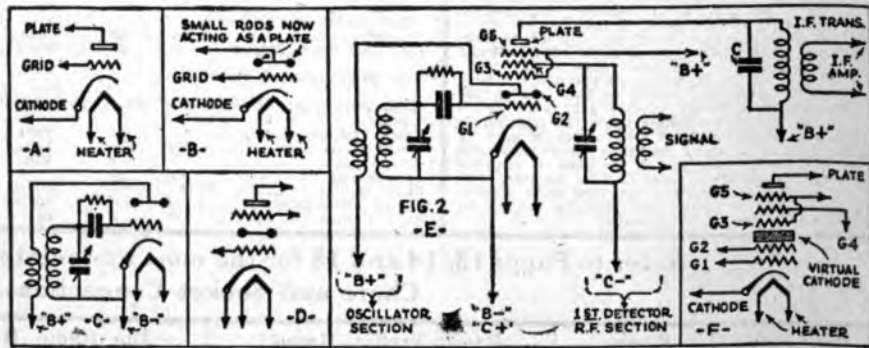 PLATE
GRID
CATHODE
HEATER
-A-
SMALL RODS NOW
ACTING AS A PLATE
GRID
CATHODE
HEATER
-B-
"B+"
-C-
"B-"
-D-
G5
PLATE
G3
G4
G1
G2
"B+"
C
I.F. TRANS.
I.F.
AMP.
"B+"
SIGNAL
FIG.2
-E-
"B+"
OSCILLATOR
SECTION
"B-"
"C+"
"C-"
1ST. DETECTOR
R.F. SECTION
PLATE
G5
G3
G4
G2
G1
VIRTUAL
CATHODE
CATHODE
-F-
HEATER